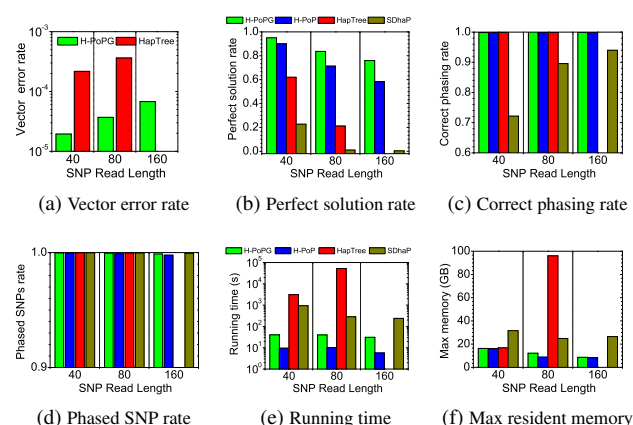 H-PoPG HapTree
10^-3
10^-4
10^-5
Vector error rate
40 80 160
SNP Read Length
(a) Vector error rate
H-PoPG H-PoP HapTree SDhaP
1.0
0.8
0.6
0.4
0.2
0.0
Perfect solution rate
40 80 160
SNP Read Length
(b) Perfect solution rate
1.0
0.9
0.8
0.7
0.6
Correct phasing rate
40 80 160
SNP Read Length
(c) Correct phasing rate
1.0
0.9
Phased SNPs rate
40 80 160
SNP Read Length
(d) Phased SNP rate
H-PoPG H-PoP HapTree SDhaP
10^5
10^4
10^3
10^2
10^1
10^0
Running time (s)
40 80 160
SNP Read Length
(e) Running time
100
80
60
40
20
0
Max memory (GB)
40 80 160
SNP Read Length
(f) Max resident memory